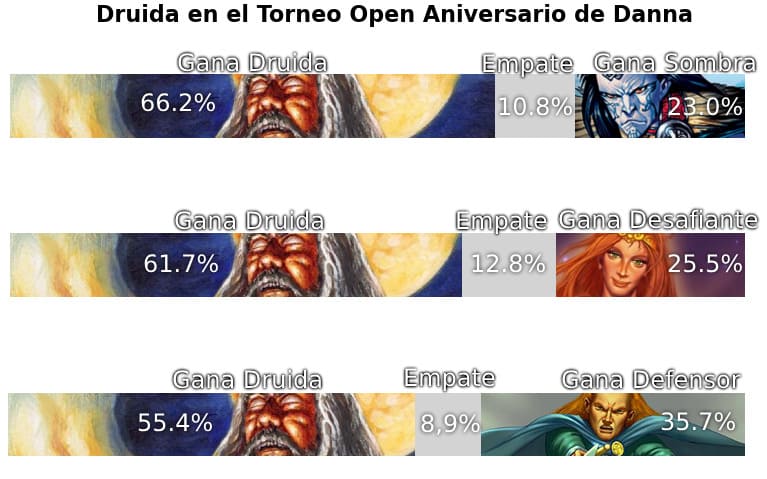 Druida en el Torneo Open Aniversario de Danna
Gana Druida Empate Gana Sombra
66.2% 10.8% 23.0%
Gana Druida Empate Gana Desafiante
61.7% 12.8% 25.5%
Gana Druida Empate Gana Defensor
55.4% 8,9% 35.7%